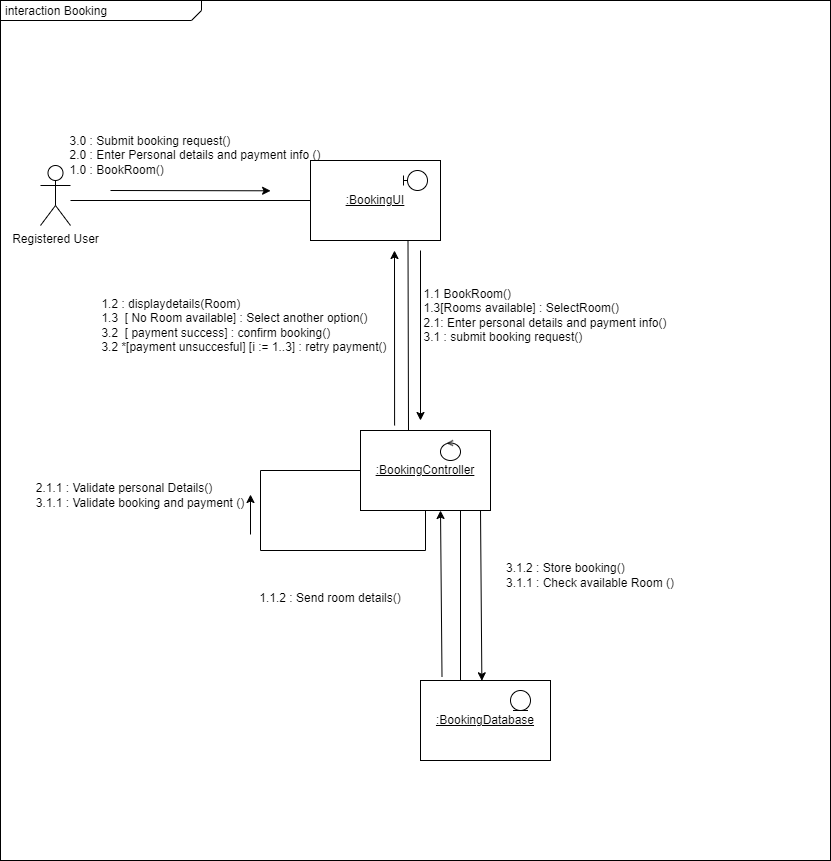 interaction Booking
3.0 : Submit booking request()
2.0 : Enter Personal details and payment info ()
1.0 : BookRoom()
:BookingUI
Registered User
1.2 : displaydetails(Room)
1.3 [ No Room available] : Select another option()
3.2 [ payment success] : confirm booking()
3.2 *[payment unsuccesful] [i := 1..3] : retry payment()
1.1 BookRoom()
1.3[Rooms available] : SelectRoom()
2.1: Enter personal details and payment info()
3.1 : submit booking request()
:BookingController
2.1.1 : Validate personal Details()
3.1.1 : Validate booking and payment ()
3.1.2 : Store booking()
3.1.1 : Check available Room ()
1.1.2 : Send room details()
:BookingDatabase